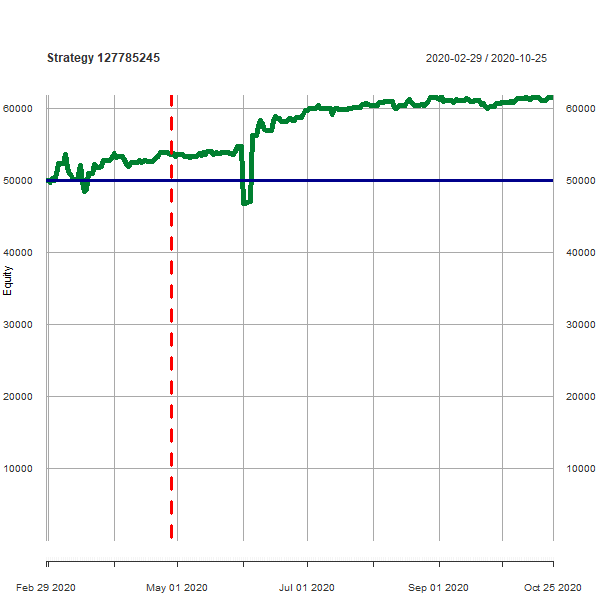 Strategy 127785245
2020-02-29 / 2020-10-25
60000
60000
50000
50000
40000
40000
Equity
30000
30000
20000
20000
10000
10000
Feb 29 2020
May 01 2020
Jul 01 2020
Sep 01 2020
Oct 25 2020